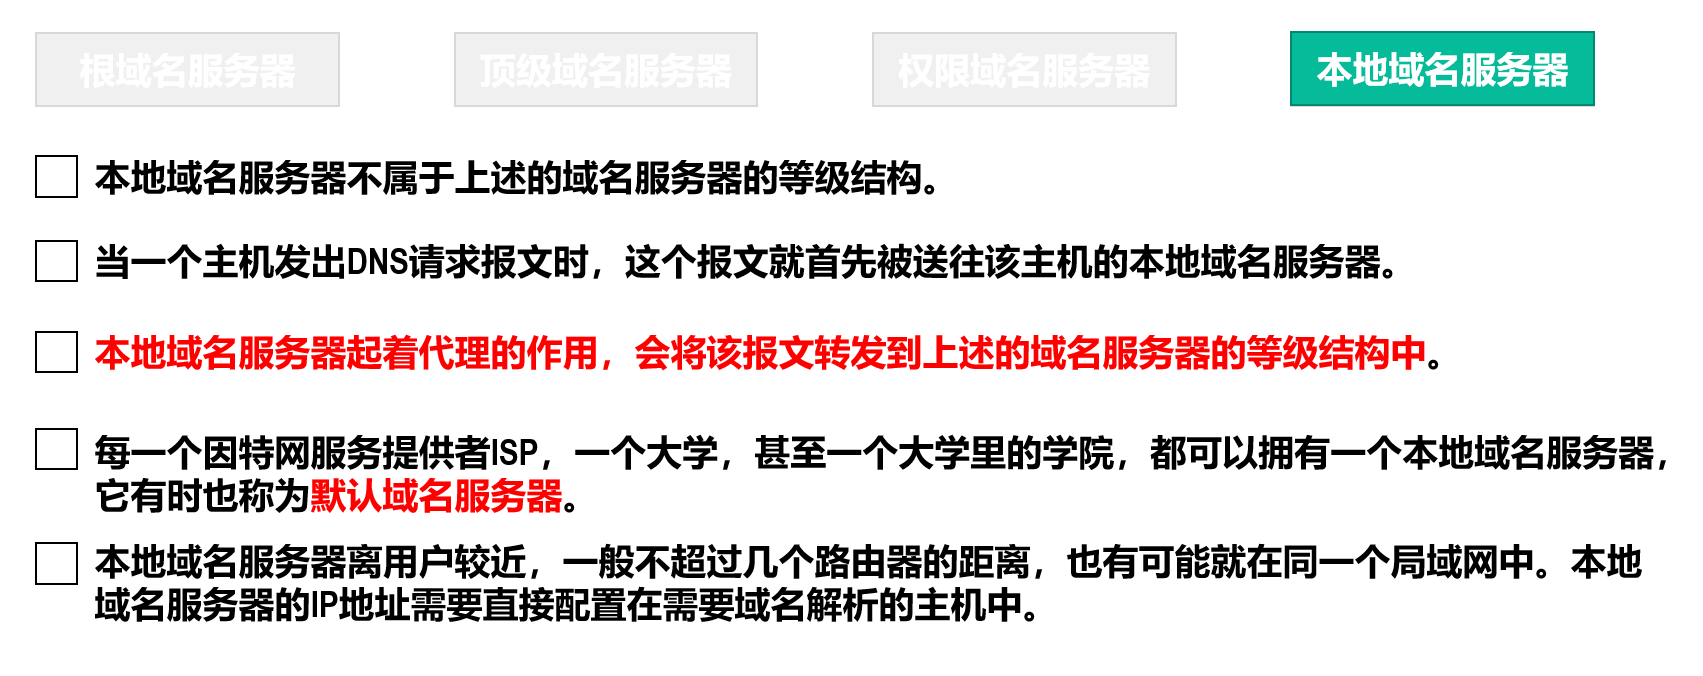 根域名服务器
顶级域名服务器
权限域名服务器
本地域名服务器
本地域名服务器不属于上述的域名服务器的等级结构。
当一个主机发出DNS请求报文时，这个报文就首先被送往该主机的本地域名服务器。
本地域名服务器起着代理的作用，会将该报文转发到上述的域名服务器的等级结构中。
每一个因特网服务提供者ISP，一个大学，甚至一个大学里的学院，都可以拥有一个本地域名服务器，
它有时也称为默认域名服务器。
本地域名服务器离用户较近，一般不超过几个路由器的距离，也有可能就在同一个局域网中。本地
域名服务器的IP地址需要直接配置在需要域名解析的主机中。